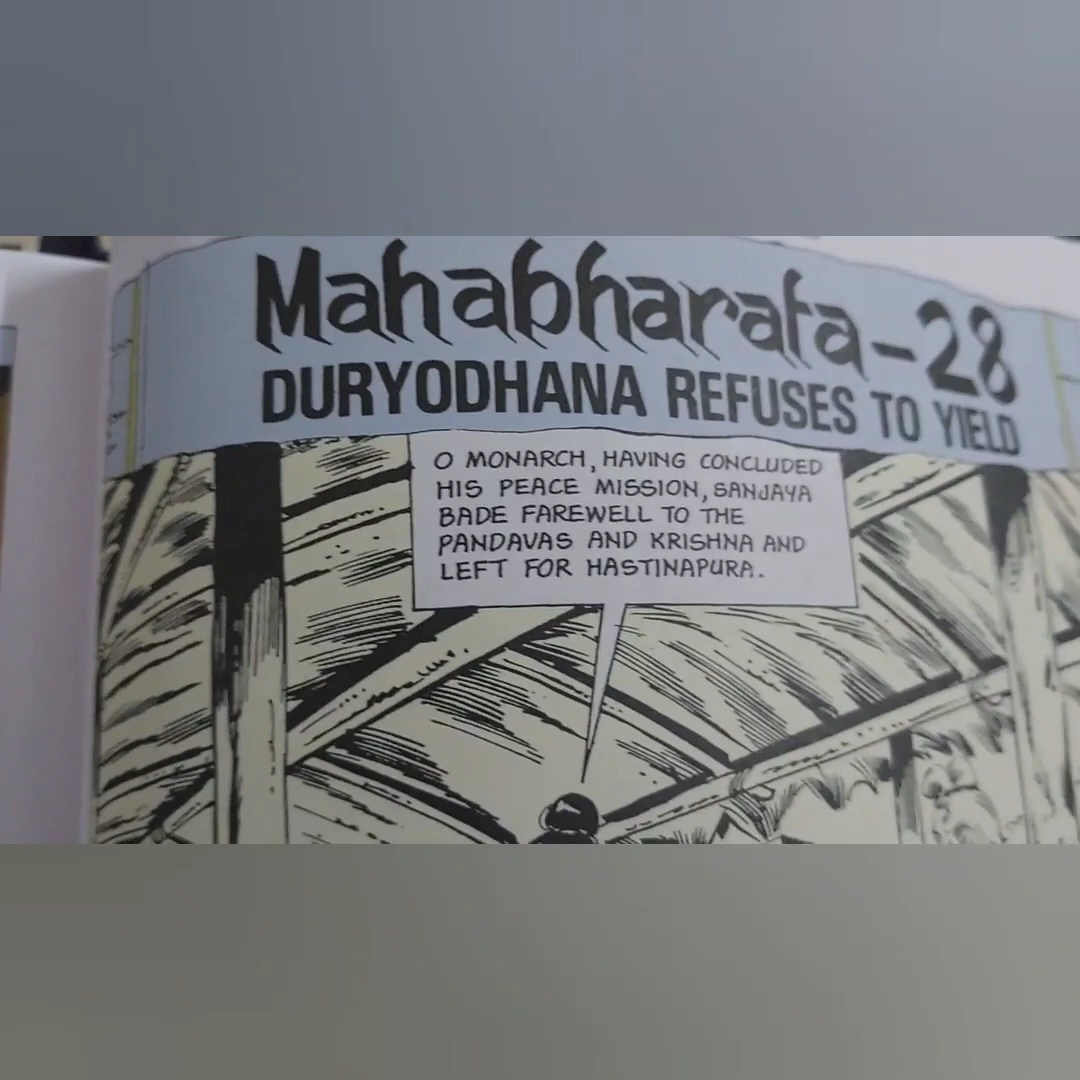 Mahabharata-28
DURYODHANA REFUSES TO YIELD
O MONARCH, HAVING CONCLUDED
HIS PEACE MISSION, SANJAYA
BADE FAREWELL TO THE
PANDAVAS AND KRISHNA AND
LEFT FOR HASTINAPURA.